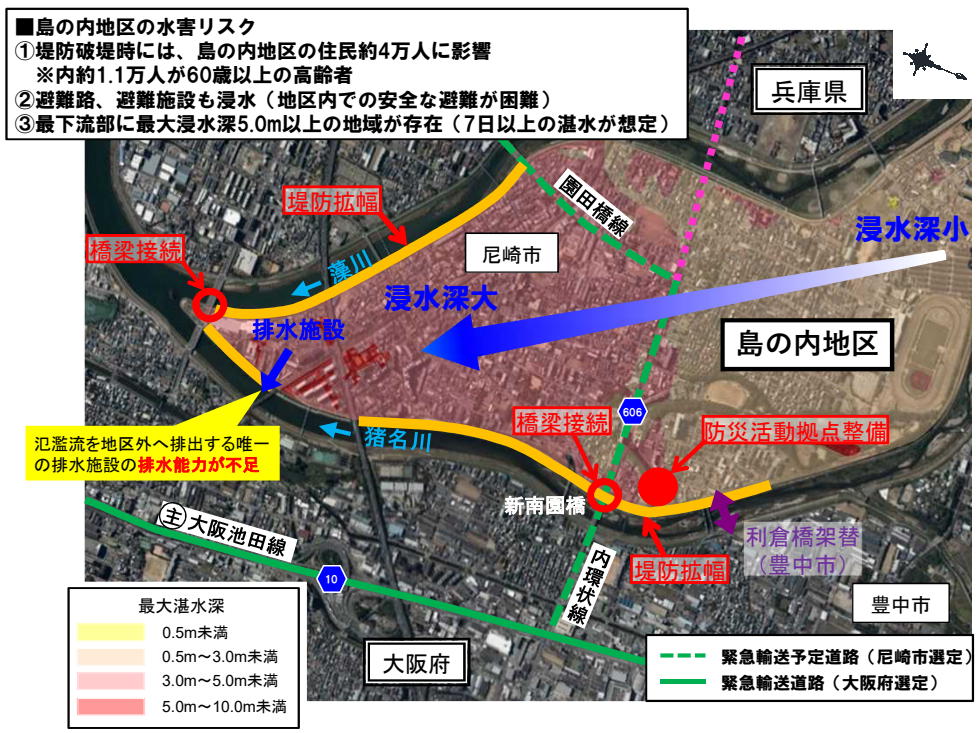 ■島の内地区の水害リスク
①堤防破堤時には、島の内地区の住民約4万人に影響
※内約1.1万人が60歳以上の高齢者
②避難路、避難施設も浸水（地区内での安全な避難が困難）
③最下流部に最大浸水深5.0m以上の地域が存在（7日以上の湛水が想定）
兵庫県
園田橋線
堤防拡幅
尼崎市
浸水深小
橋梁接続
藻川
浸水深大
排水施設
島の内地区
606
橋梁接続
防災活動拠点整備
猪名川
氾濫流を地区外へ排出する唯一
の排水施設の排水能力が不足
新南園橋
主 大阪池田線
利倉橋架替
（豊中市）
堤防拡幅
内環状線
10
豊中市
大阪府
最大湛水深
0.5m未満
0.5m～3.0m未満
3.0m～5.0m未満
5.0m～10.0m未満
緊急輸送予定道路（尼崎市選定）
緊急輸送道路（大阪府選定）